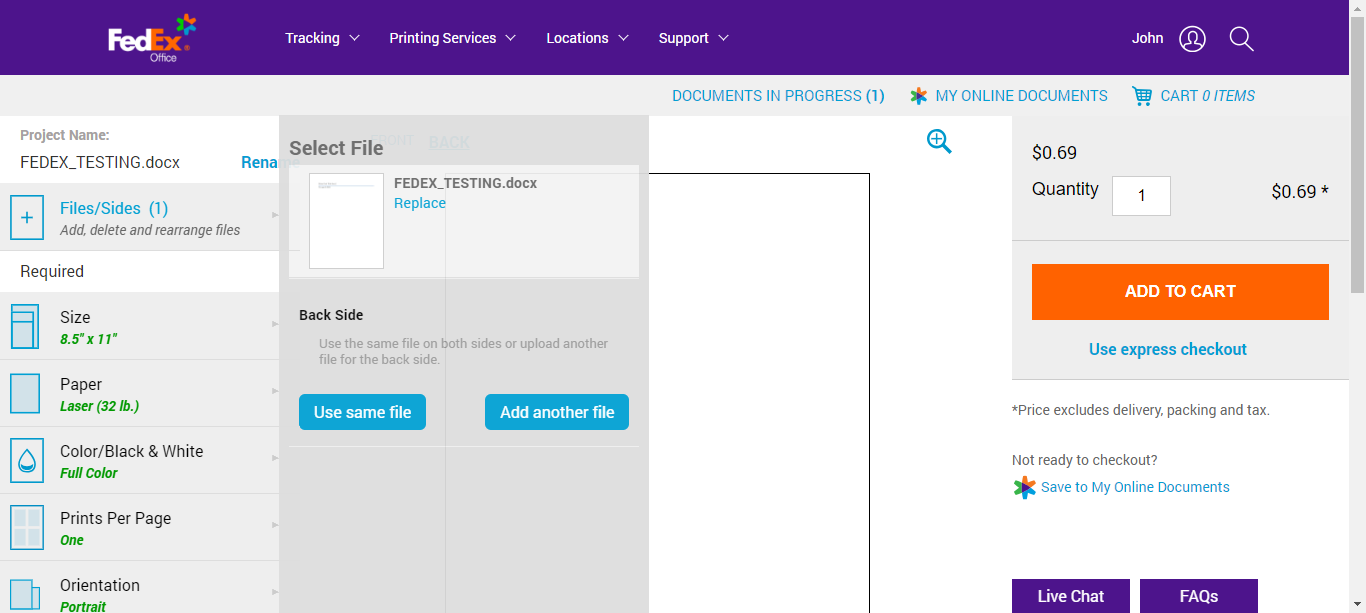 FedEx
Office
Tracking
Printing Services
Locations
Support
John
DOCUMENTS IN PROGRESS (1)
MY ONLINE DOCUMENTS
CART 0 ITEMS
Project Name:
FEDEX_TESTING.docx
Rename
Files/Sides (1)
Add, delete and rearrange files
Required
Size
8.5" x 11"
Paper
Laser (32 lb.)
Color/Black & White
Full Color
Prints Per Page
One
Orientation
Portrait
FRONT
BACK
Select File
FEDEX_TESTING.docx
Replace
Back Side
Use the same file on both sides or upload another
file for the back side.
Use same file
Add another file
$0.69
Quantity
1
$0.69 *
ADD TO CART
Use express checkout
*Price excludes delivery, packing and tax.
Not ready to checkout?
Save to My Online Documents
Live Chat
FAQs